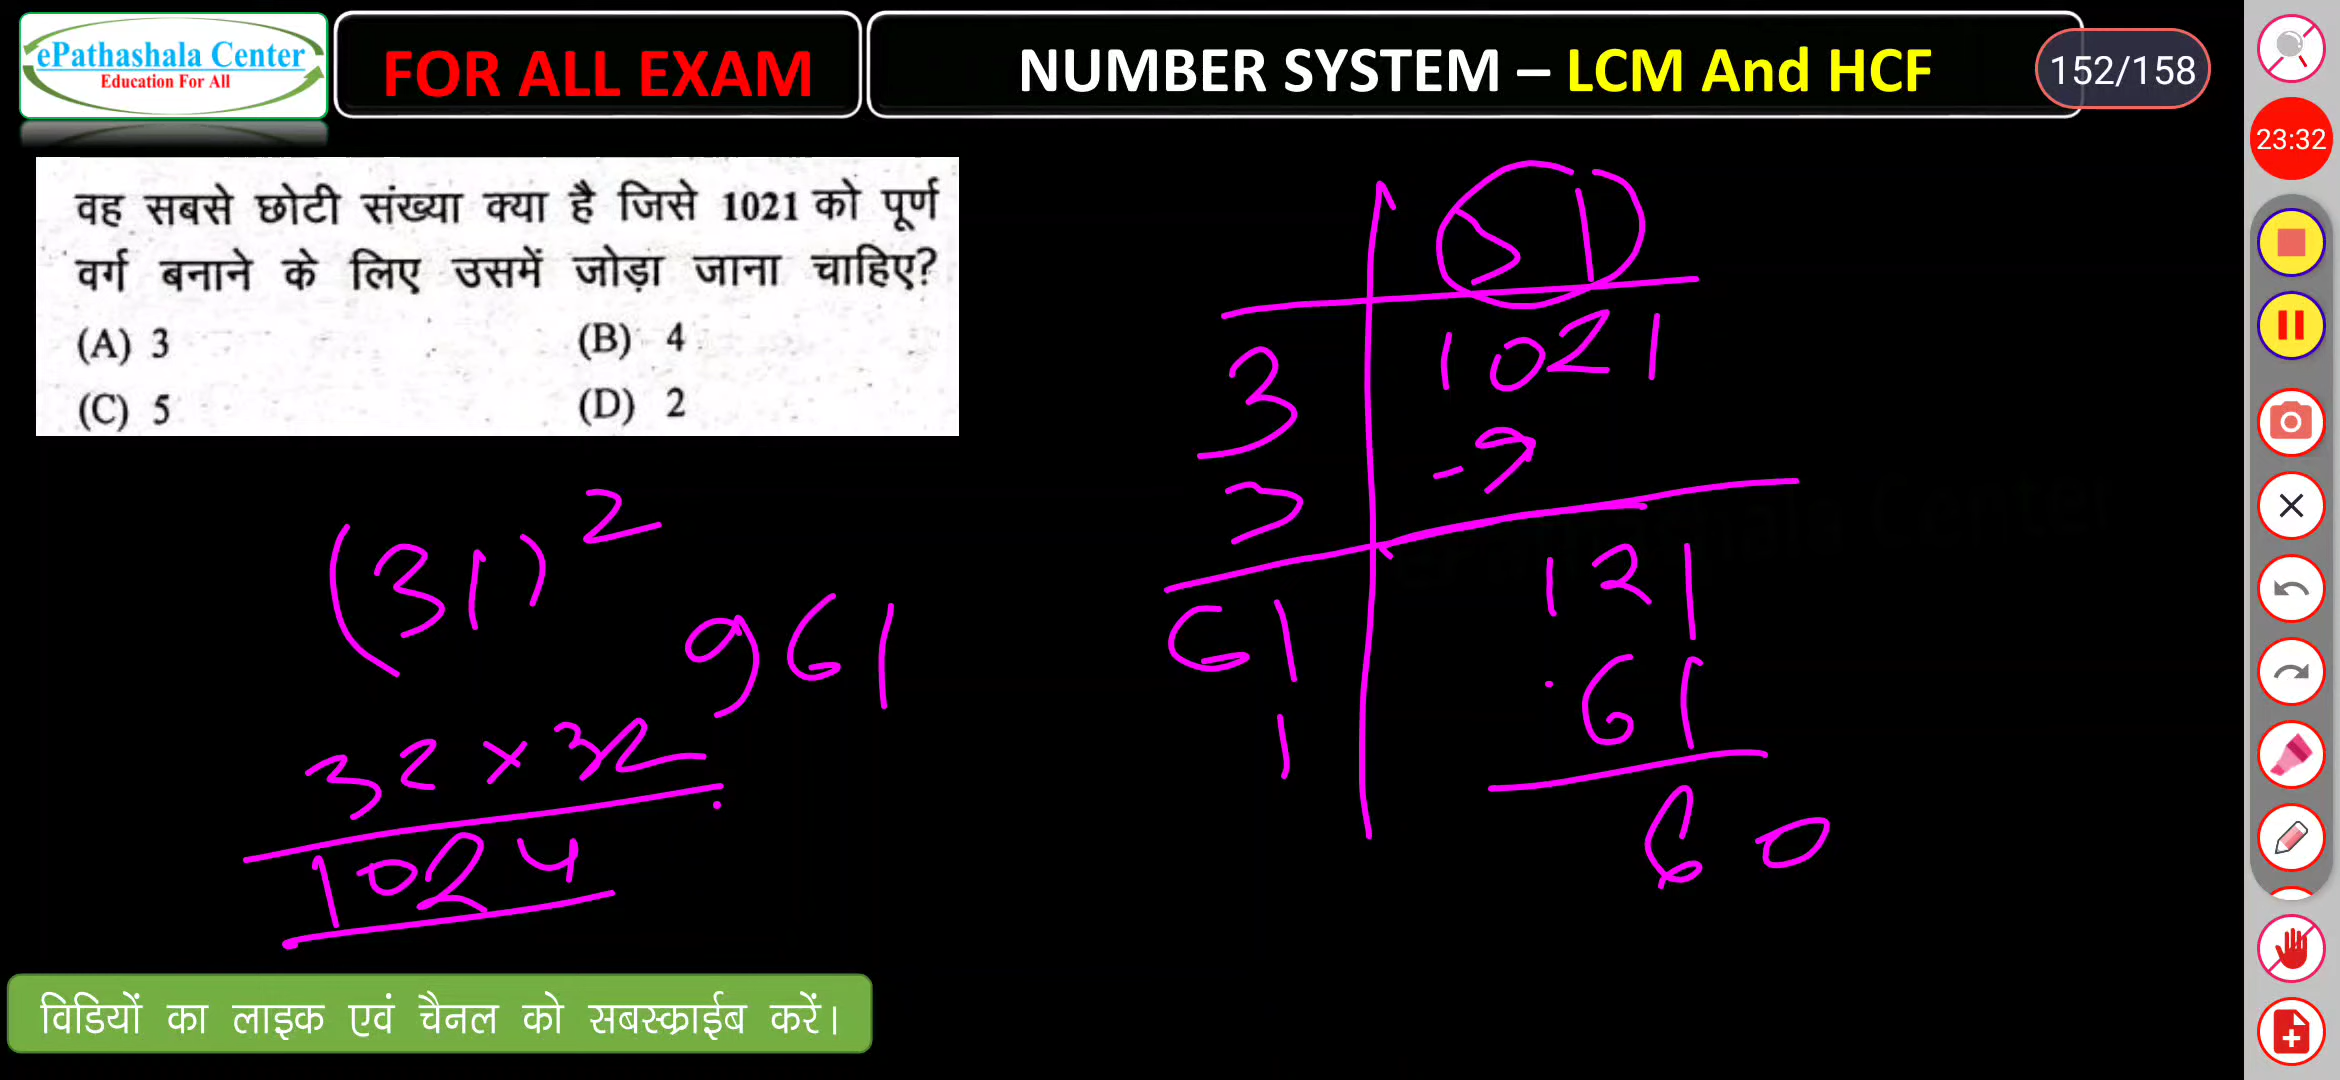 ePathashala Center
Education For All
FOR ALL EXAM
NUMBER SYSTEM – LCM And HCF
152/158
23:32
वह सबसे छोटी संख्या क्या है जिसे 1021 को पूर्ण
वर्ग बनाने के लिए उसमें जोड़ा जाना चाहिए?
(A) 3
(B) 4
(C) 5
(D) 2
31
1021
3
-9
3
121
61
61
1
60
(31)²
961
32 × 32
1024
विडियों का लाइक एवं चैनल को सबस्क्राईब करें।